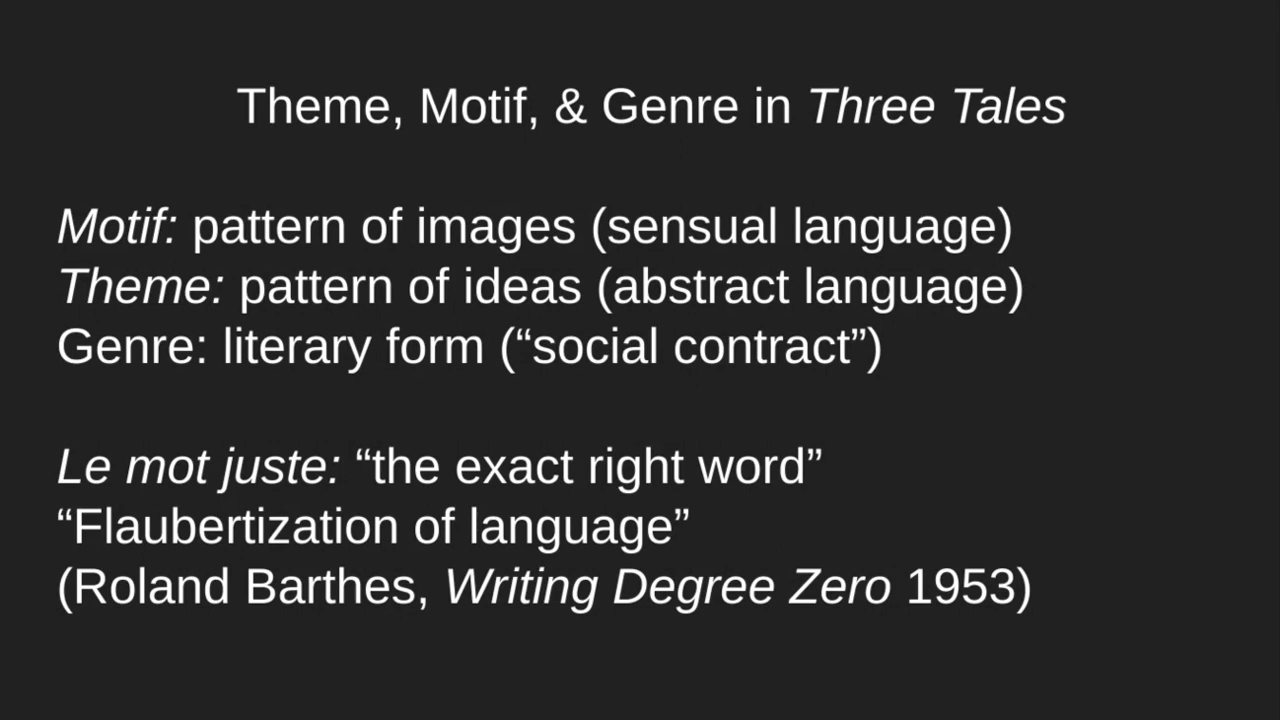 Theme, Motif, & Genre in Three Tales
Motif: pattern of images (sensual language)
Theme: pattern of ideas (abstract language)
Genre: literary form (“social contract”)
Le mot juste: “the exact right word”
“Flaubertization of language”
(Roland Barthes, Writing Degree Zero 1953)